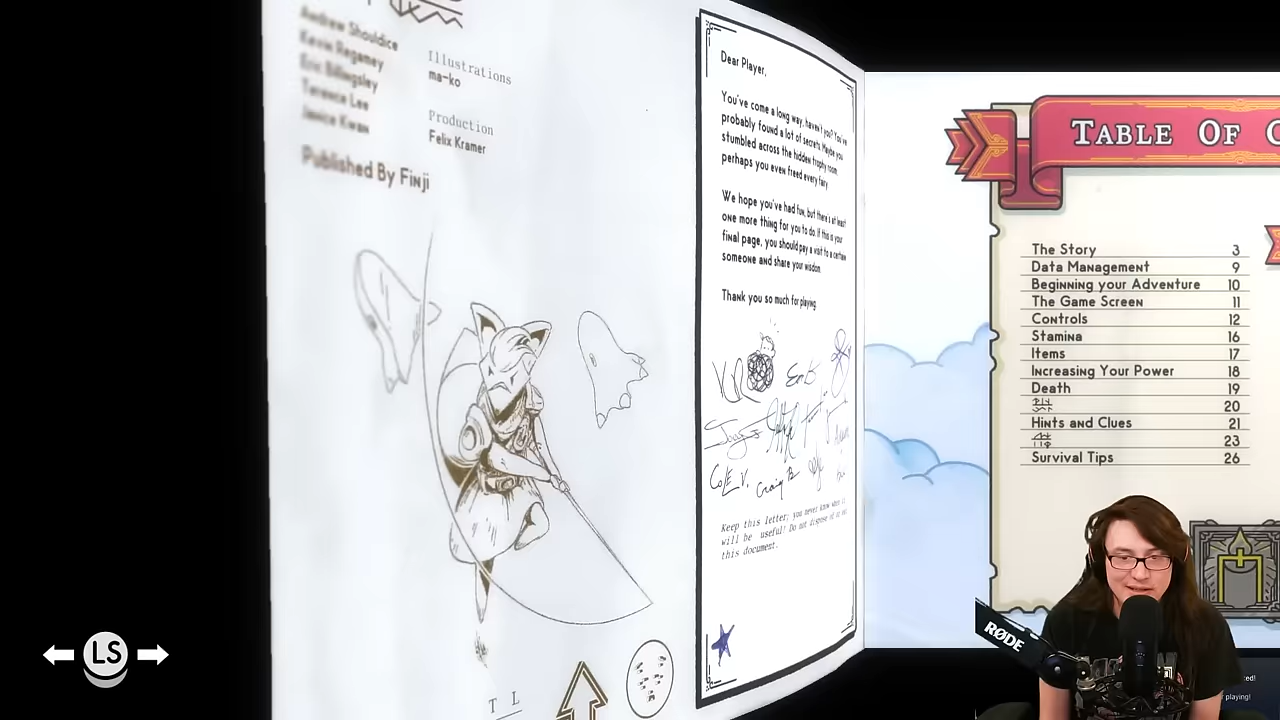 Andrew Shouldice
Kevin Regamey
Eric Billingsley
Terence Lee
Janice Kwan
Illustrations
ma-ko
Production
Felix Kramer
Published By Finji
T L
Dear Player,
You've come a long way, haven't you? You've
probably found a lot of secrets. Maybe you
stumbled across the hidden trophy room
perhaps you even freed every fairy
We hope you've had fun, but there's at least
one more thing for you to do. If this is your
final page, you should pay a visit to a certain
someone and share your wisdom
Thank you so much for playing
Cole V.
Craig B
Keep this letter; you never know when it
will be useful! Do not dispose of or eat
this document.
TABLE OF C
The Story 3
Data Management 9
Beginning your Adventure 10
The Game Screen 11
Controls 12
Stamina 16
Items 17
Increasing Your Power 18
Death 19
20
Hints and Clues 21
23
Survival Tips 26
LS
RØDE
playing!